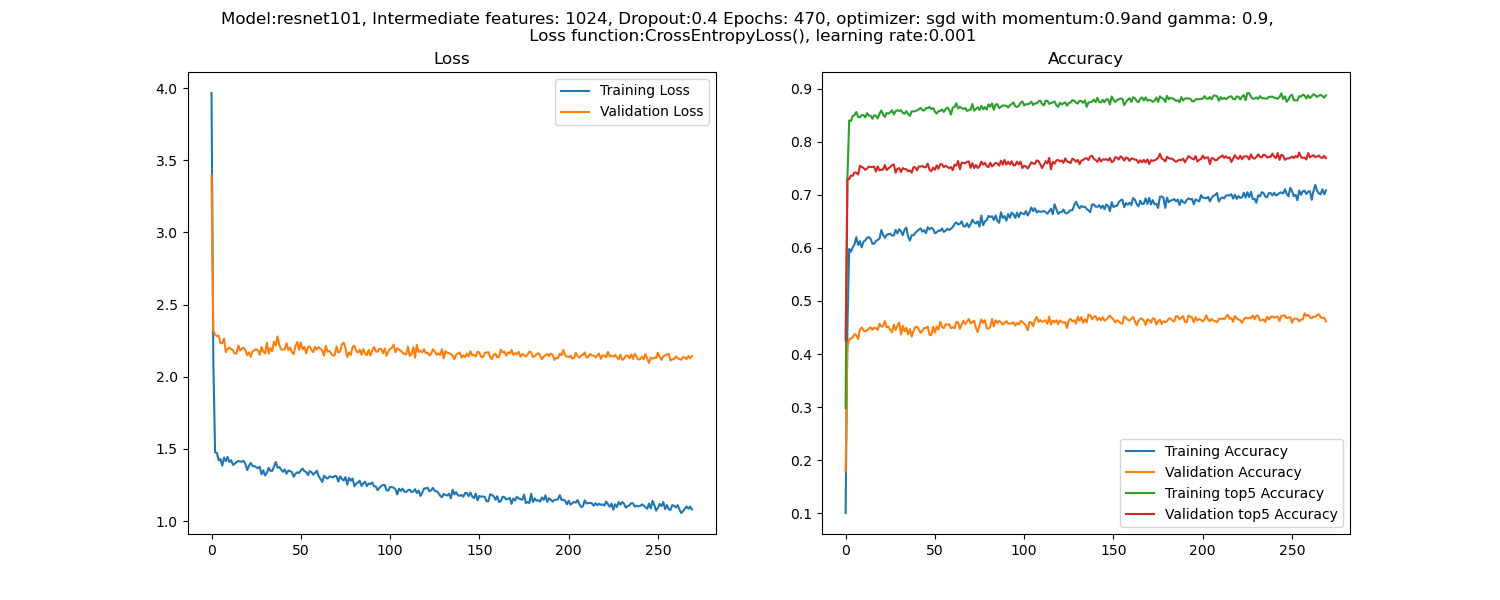 Model:resnet101, Intermediate features: 1024, Dropout:0.4 Epochs: 470, optimizer: sgd with momentum:0.9and gamma: 0.9,
Loss function:CrossEntropyLoss(), learning rate:0.001
Loss
4.0
3.5
3.0
2.5
2.0
1.5
1.0
0
50
100
150
200
250
Training Loss
Validation Loss
Accuracy
0.9
0.8
0.7
0.6
0.5
0.4
0.3
0.2
0.1
0
50
100
150
200
250
Training Accuracy
Validation Accuracy
Training top5 Accuracy
Validation top5 Accuracy